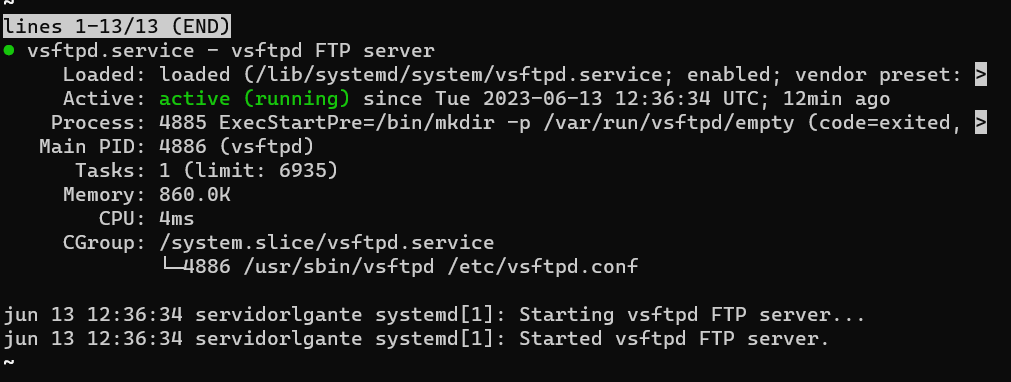 ~
lines 1-13/13 (END)
● vsftpd.service - vsftpd FTP server
     Loaded: loaded (/lib/systemd/system/vsftpd.service; enabled; vendor preset: >
     Active: active (running) since Tue 2023-06-13 12:36:34 UTC; 12min ago
    Process: 4885 ExecStartPre=/bin/mkdir -p /var/run/vsftpd/empty (code=exited, >
   Main PID: 4886 (vsftpd)
      Tasks: 1 (limit: 6935)
     Memory: 860.0K
        CPU: 4ms
     CGroup: /system.slice/vsftpd.service
             └─4886 /usr/sbin/vsftpd /etc/vsftpd.conf
jun 13 12:36:34 servidorlgante systemd[1]: Starting vsftpd FTP server...
jun 13 12:36:34 servidorlgante systemd[1]: Started vsftpd FTP server.
~